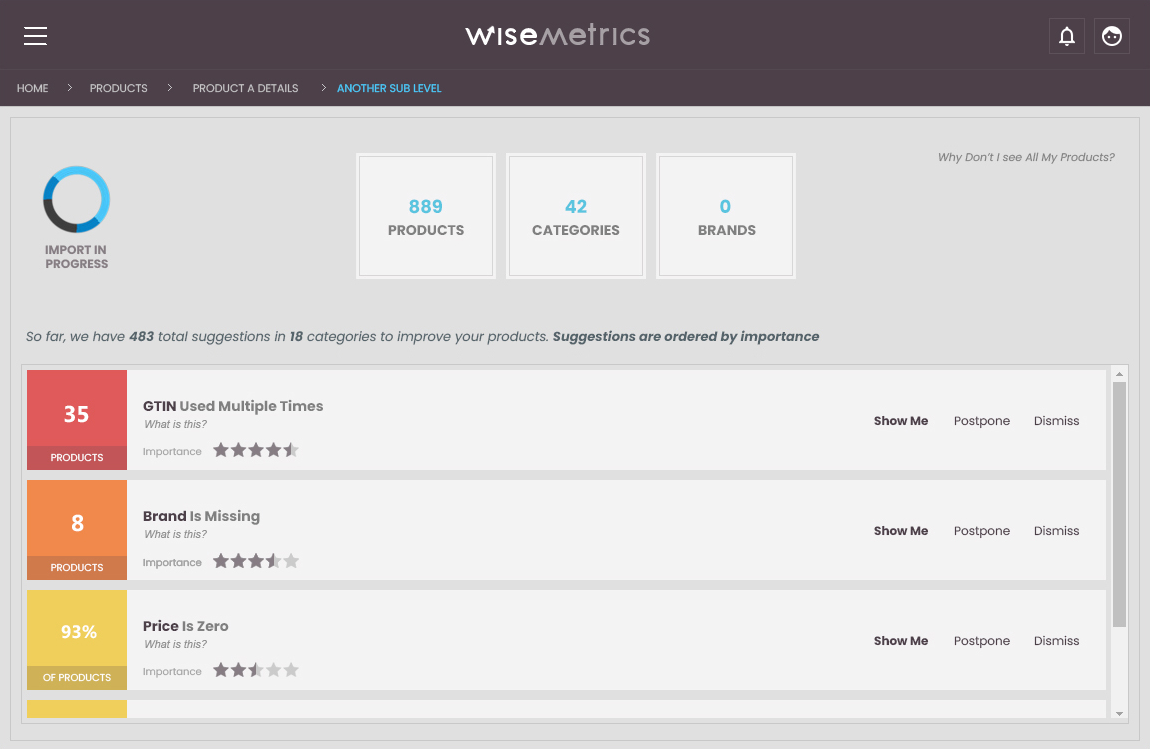 wisemetrics
HOME > PRODUCTS > PRODUCT A DETAILS > ANOTHER SUB LEVEL
Why Don't I see All My Products?
IMPORT IN
PROGRESS
889
PRODUCTS
42
CATEGORIES
0
BRANDS
So far, we have 483 total suggestions in 18 categories to improve your products. Suggestions are ordered by importance
35
PRODUCTS
GTIN Used Multiple Times
What is this?
Importance
Show Me Postpone Dismiss
8
PRODUCTS
Brand Is Missing
What is this?
Importance
Show Me Postpone Dismiss
93%
OF PRODUCTS
Price Is Zero
What is this?
Importance
Show Me Postpone Dismiss